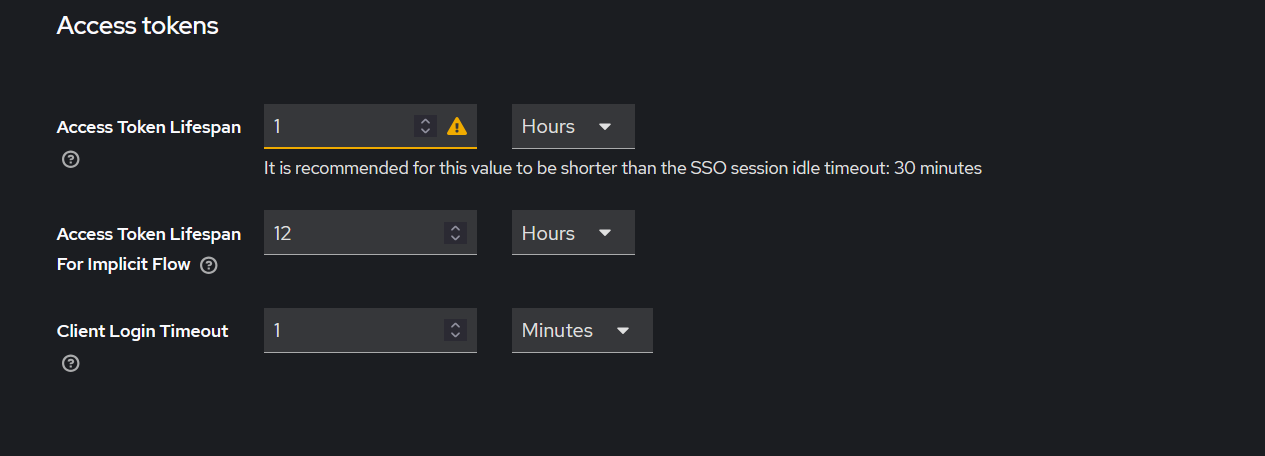 Access tokens
Access Token Lifespan
1
Hours
It is recommended for this value to be shorter than the SSO session idle timeout: 30 minutes
Access Token Lifespan
For Implicit Flow
12
Hours
Client Login Timeout
1
Minutes